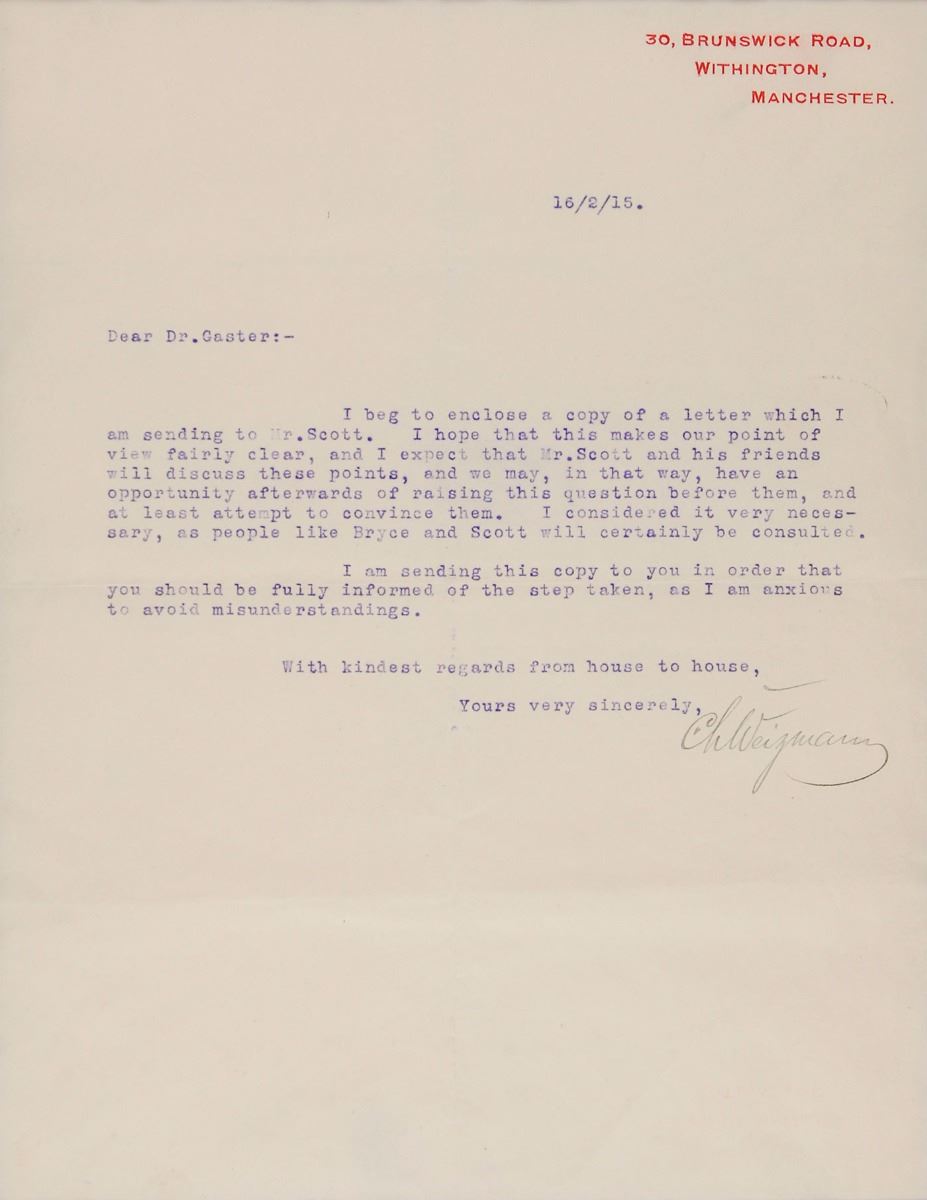 30, BRUNSWICK ROAD,
WITHINGTON,
MANCHESTER.
16/2/15.
Dear Dr.Gaster:-
I beg to enclose a copy of a letter which I
am sending to Mr.Scott. I hope that this makes our point of
view fairly clear, and I expect that Mr.Scott and his friends
will discuss these points, and we may, in that way, have an
opportunity afterwards of raising this question before them, and
at least attempt to convince them. I considered it very neces-
sary, as people like Bryce and Scott will certainly be consulted.
I am sending this copy to you in order that
you should be fully informed of the step taken, as I am anxious
to avoid misunderstandings.
With kindest regards from house to house,
Yours very sincerely,
Ch Weizmann